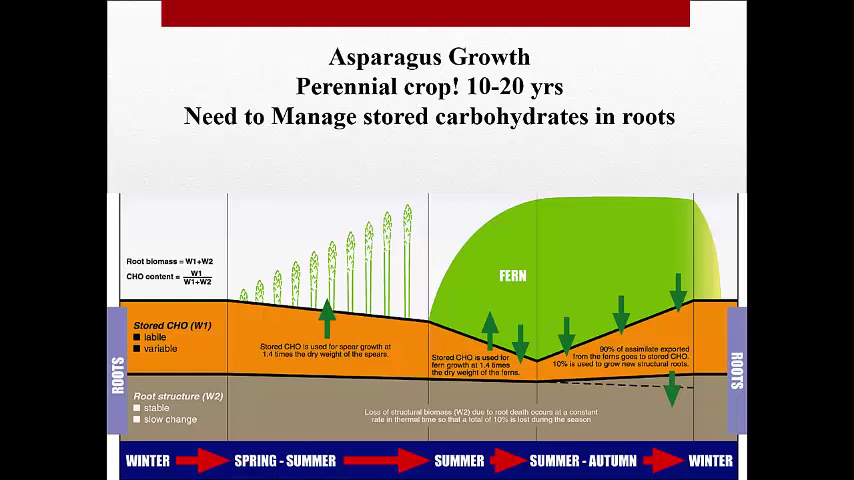 Asparagus Growth
Perennial crop! 10-20 yrs
Need to Manage stored carbohydrates in roots
Root biomass = W1+W2
CHO content = W1
W1+W2
FERN
Stored CHO (W1)
labile
variable
Stored CHO is used for spear growth at
1.4 times the dry weight of the spears.
Stored CHO is used for
fern growth at 1.4 times
the dry weight of the ferns.
90% of assimilate exported
from the ferns goes to stored CHO.
10% is used to grow new structural roots.
ROOTS
ROOTS
Root structure (W2)
stable
slow change
Loss of structural biomass (W2) due to root death occurs at a constant
rate in thermal time so that a total of 10% is lost during the season
WINTER SPRING - SUMMER SUMMER SUMMER - AUTUMN WINTER